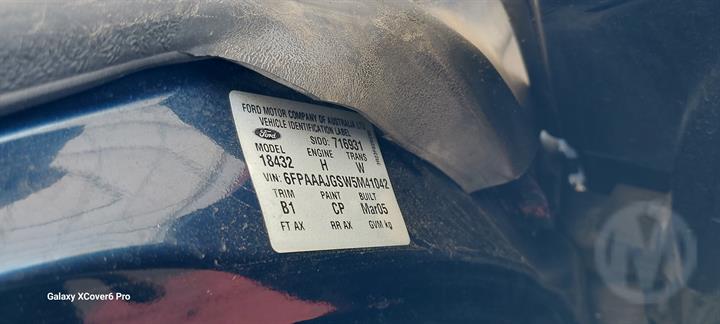 FORD MOTOR COMPANY OF AUSTRALIA LTD
VEHICLE IDENTIFICATION LABEL
Ford
SIDO: 716931
MODEL ENGINE TRANS
18432 H W
VIN: 6FPAAAJGSW5M41042
TRIM PAINT BUILT
B1 CP Mar05
FT AX RR AX GVM kg
Galaxy XCover6 Pro
M